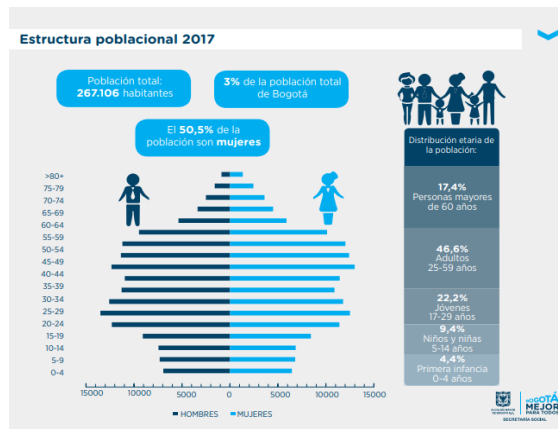 Estructura poblacional 2017
Población total:
267.106 habitantes
3% de la población total
de Bogotá
El 50,5% de la
población son mujeres
>80+
75-79
70-74
65-69
60-64
55-59
50-54
45-49
40-44
35-39
30-34
25-29
20-24
15-19
10-14
5-9
0-4
15000 10000 5000 0 5000 10000 15000
HOMBRES MUJERES
Distribución etaria de
la población:
17,4%
Personas mayores
de 60 años
46,6%
Adultos
25-59 años
22,2%
Jóvenes
17-29 años
9,4%
Niños y niñas
5-14 años
4,4%
Primera infancia
0-4 años
BOGOTÁ
MEJOR
PARA TODOS
SECRETARÍA SOCIAL